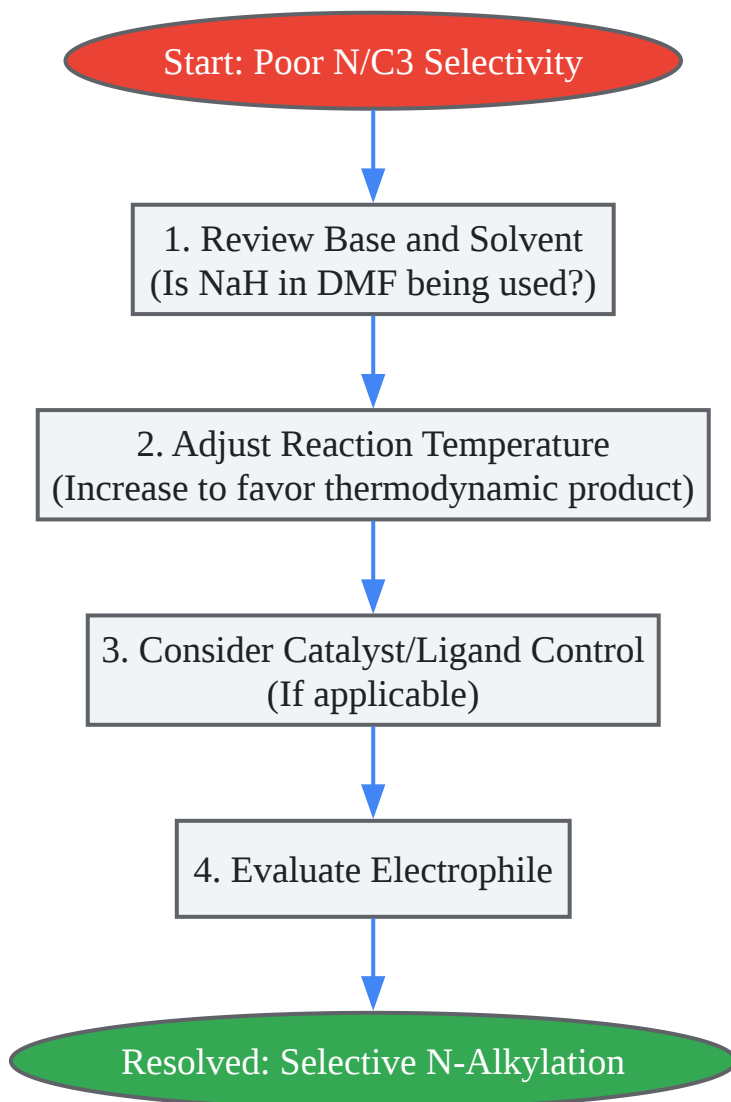 Start: Poor N/C3 Selectivity
1. Review Base and Solvent
(Is NaH in DMF being used?)
2. Adjust Reaction Temperature
(Increase to favor thermodynamic product)
3. Consider Catalyst/Ligand Control
(If applicable)
4. Evaluate Electrophile
Resolved: Selective N-Alkylation